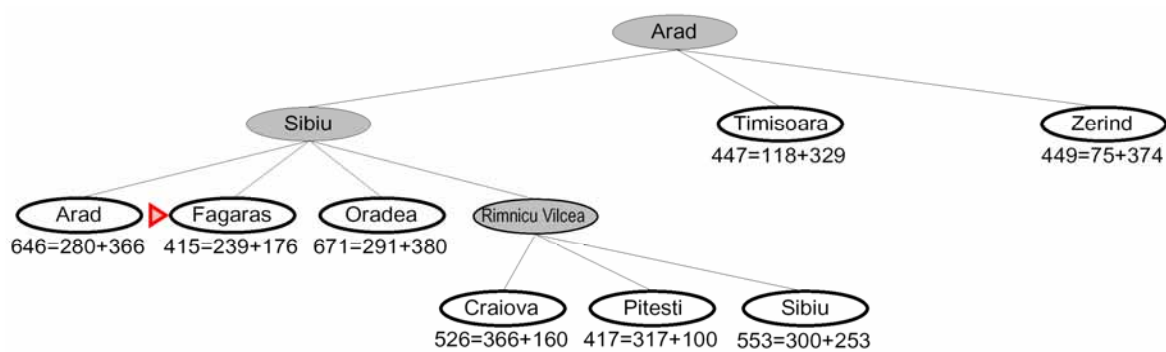 Arad
Sibiu
Timisoara
Zerind
447=118+329
449=75+374
Arad
Fagaras
Oradea
Rimnicu Vilcea
646=280+366
415=239+176
671=291+380
Craiova
Pitesti
Sibiu
526=366+160
417=317+100
553=300+253